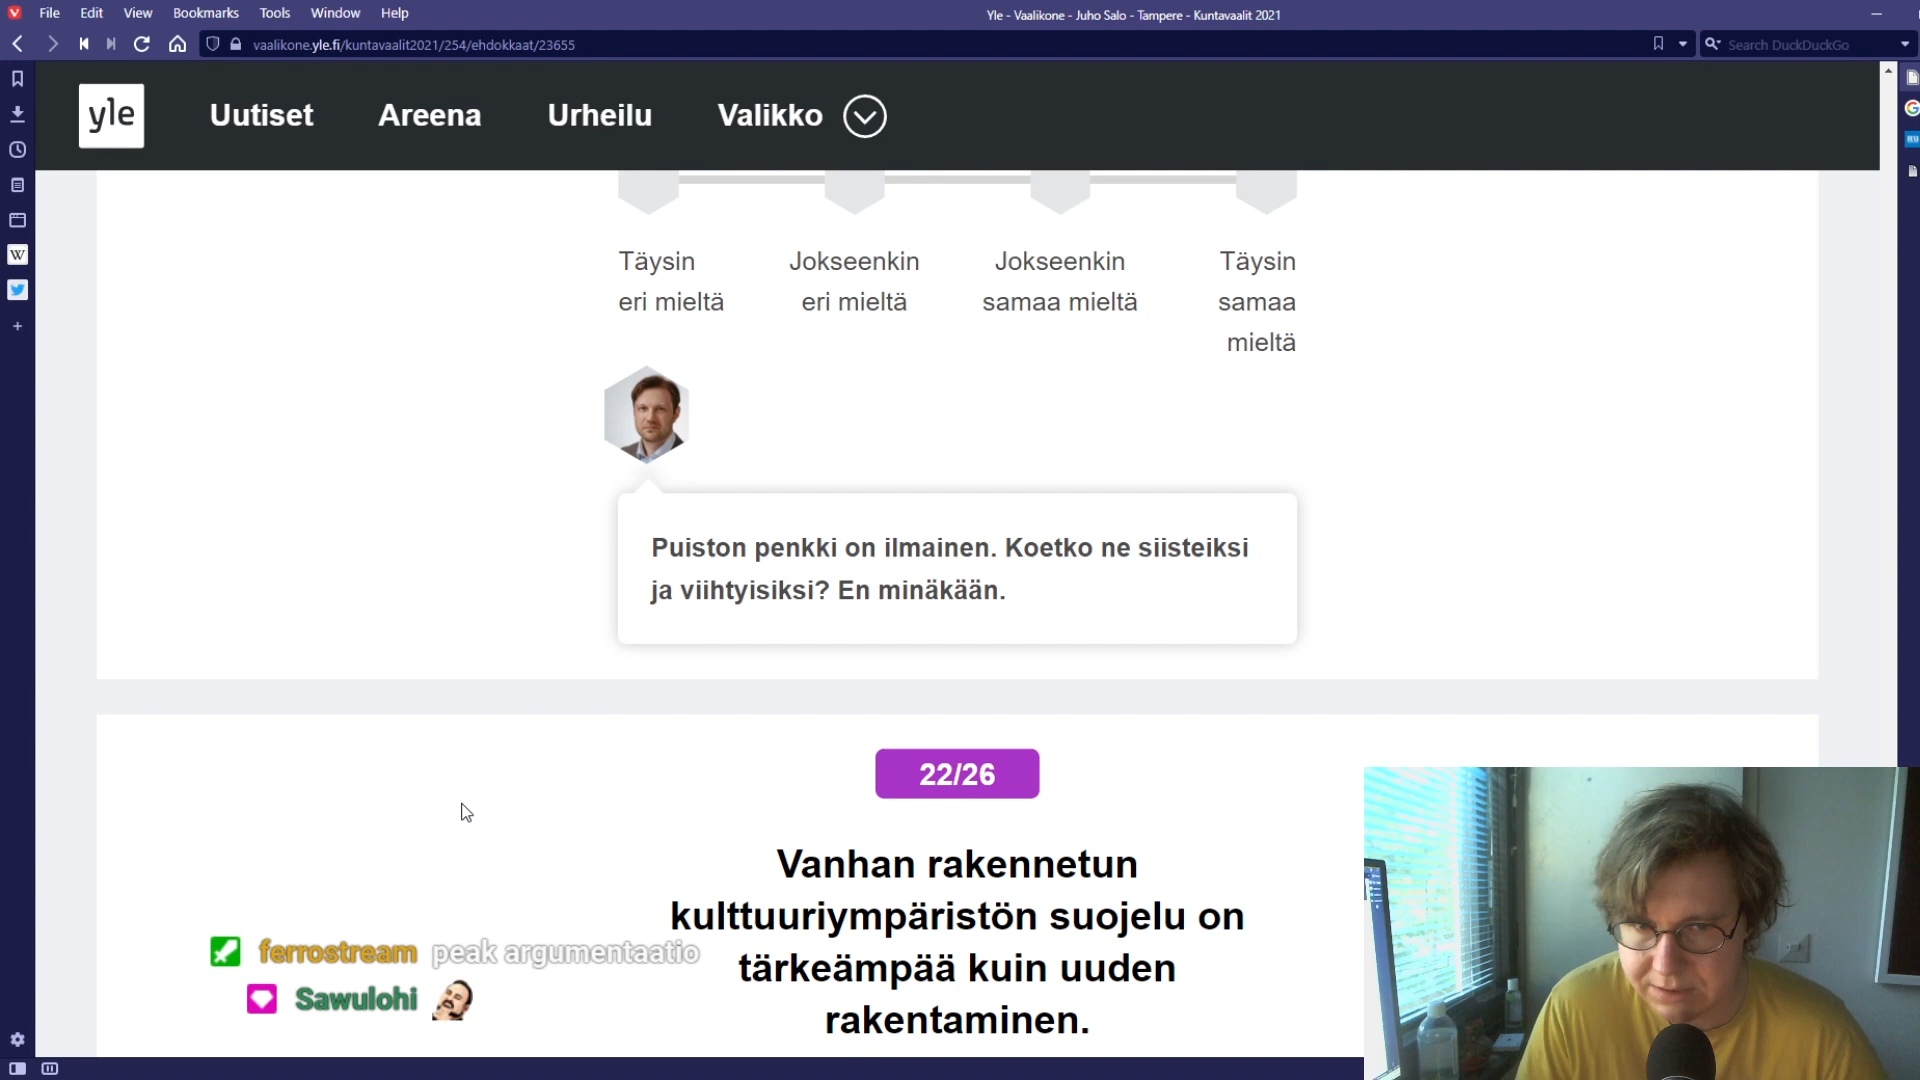 File Edit View Bookmarks Tools Window Help
Yle - Vaalikone - Juho Salo - Tampere - Kuntavaalit 2021
vaalikone.yle.fi/kuntavaalit2021/254/ehdokkaat/23655
Search DuckDuckGo
yle
Uutiset Areena Urheilu Valikko
Täysin
eri mieltä
Jokseenkin
eri mieltä
Jokseenkin
samaa mieltä
Täysin
samaa
mieltä
Puiston penkki on ilmainen. Koetko ne siisteiksi
ja viihtyisiksi? En minäkään.
22/26
Vanhan rakennetun
kulttuuriympäristön suojelu on
tärkeämpää kuin uuden
rakentaminen.
ferrostream peak argumentaatio
Sawulohi
W